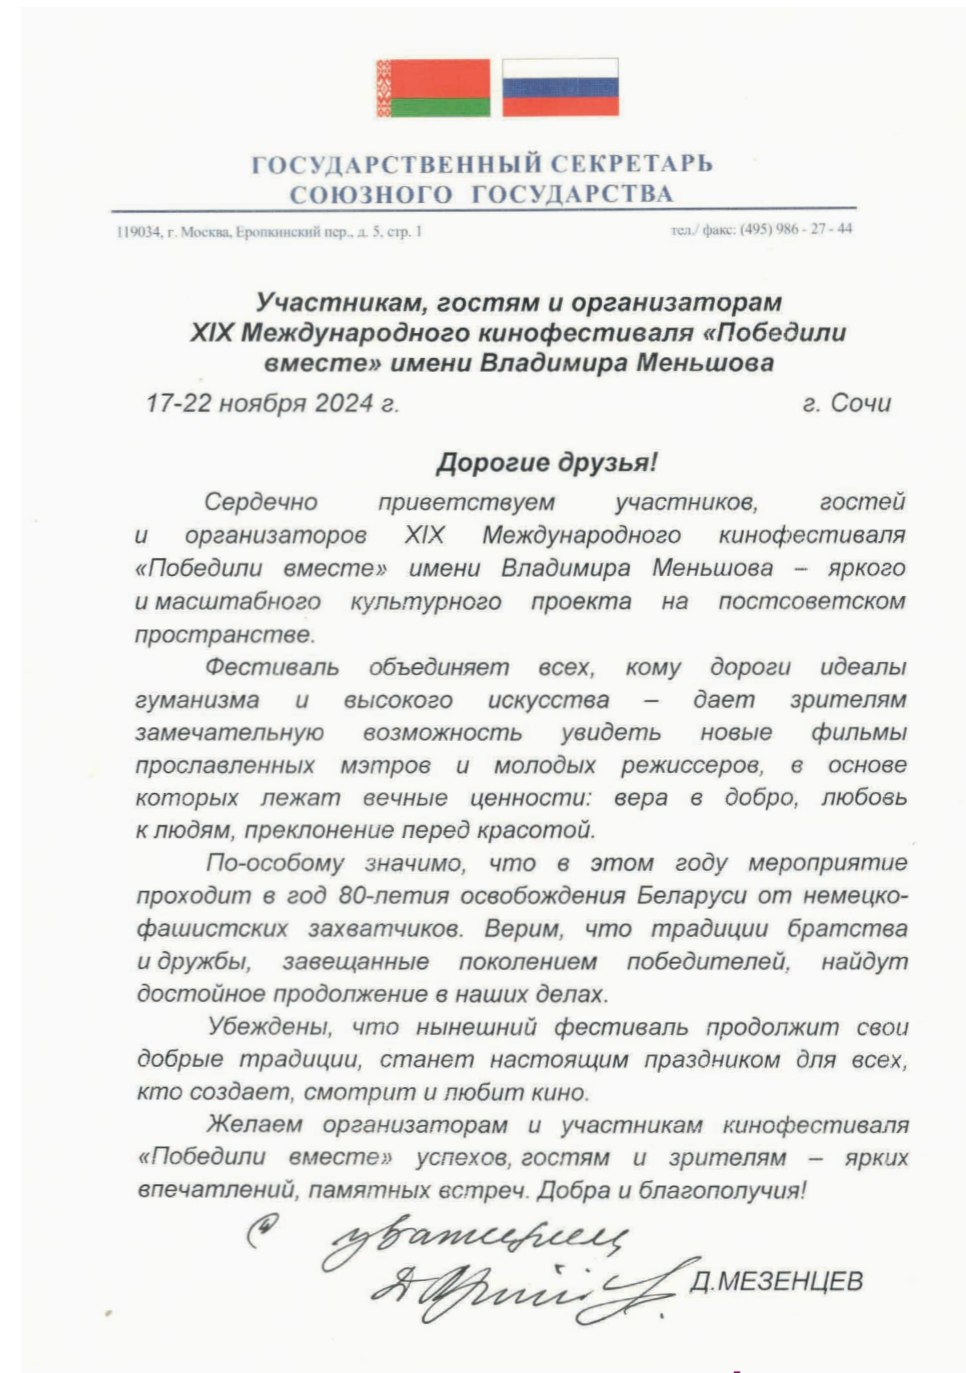 ГОСУДАРСТВЕННЫЙ СЕКРЕТАРЬ
СОЮЗНОГО ГОСУДАРСТВА
119034, г. Москва, Еропкинский пер., д. 5, стр. 1 тел./ факс: (495) 986 - 27 - 44
Участникам, гостям и организаторам
XIX Международного кинофестиваля «Победили
вместе» имени Владимира Меньшова
17-22 ноября 2024 г. г. Сочи
Дорогие друзья!
Сердечно приветствуем участников, гостей
и организаторов XIX Международного кинофестиваля
«Победили вместе» имени Владимира Меньшова – яркого
и масштабного культурного проекта на постсоветском
пространстве.
Фестиваль объединяет всех, кому дороги идеалы
гуманизма и высокого искусства – дает зрителям
замечательную возможность увидеть новые фильмы
прославленных мэтров и молодых режиссеров, в основе
которых лежат вечные ценности: вера в добро, любовь
к людям, преклонение перед красотой.
По-особому значимо, что в этом году мероприятие
проходит в год 80-летия освобождения Беларуси от немецко-
фашистских захватчиков. Верим, что традиции братства
и дружбы, завещанные поколением победителей, найдут
достойное продолжение в наших делах.
Убеждены, что нынешний фестиваль продолжит свои
добрые традиции, станет настоящим праздником для всех,
кто создает, смотрит и любит кино.
Желаем организаторам и участникам кинофестиваля
«Победили вместе» успехов, гостям и зрителям – ярких
впечатлений, памятных встреч. Добра и благополучия!
С уважением
Д.МЕЗЕНЦЕВ